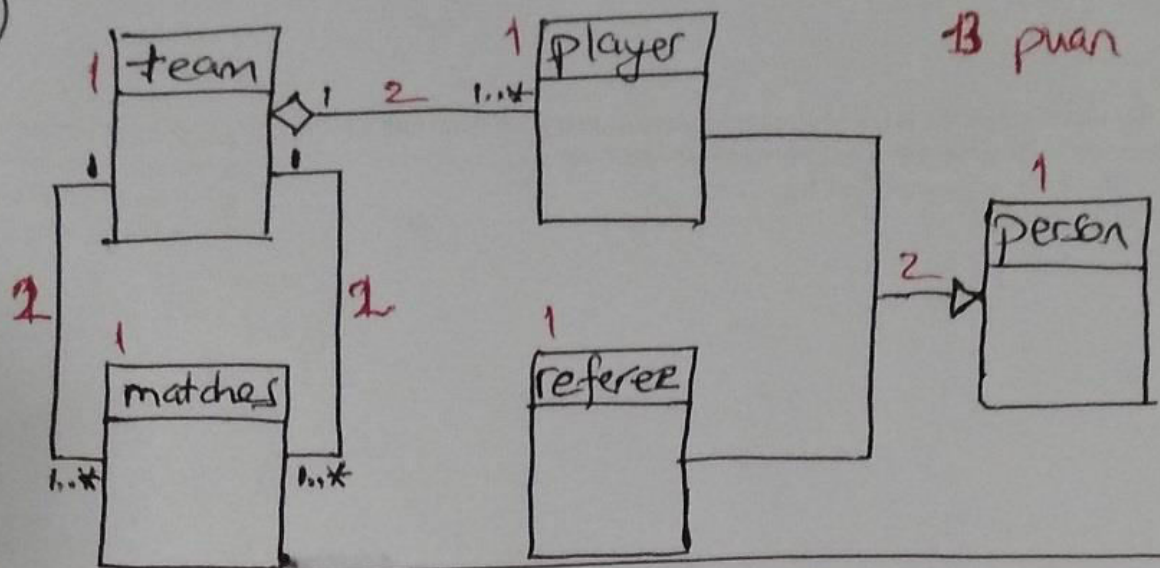 1 team
1 player
13 puan
1 2 1..*
1 1
1
person
2
2 2
1
matches
1
referee
1..* 1..*